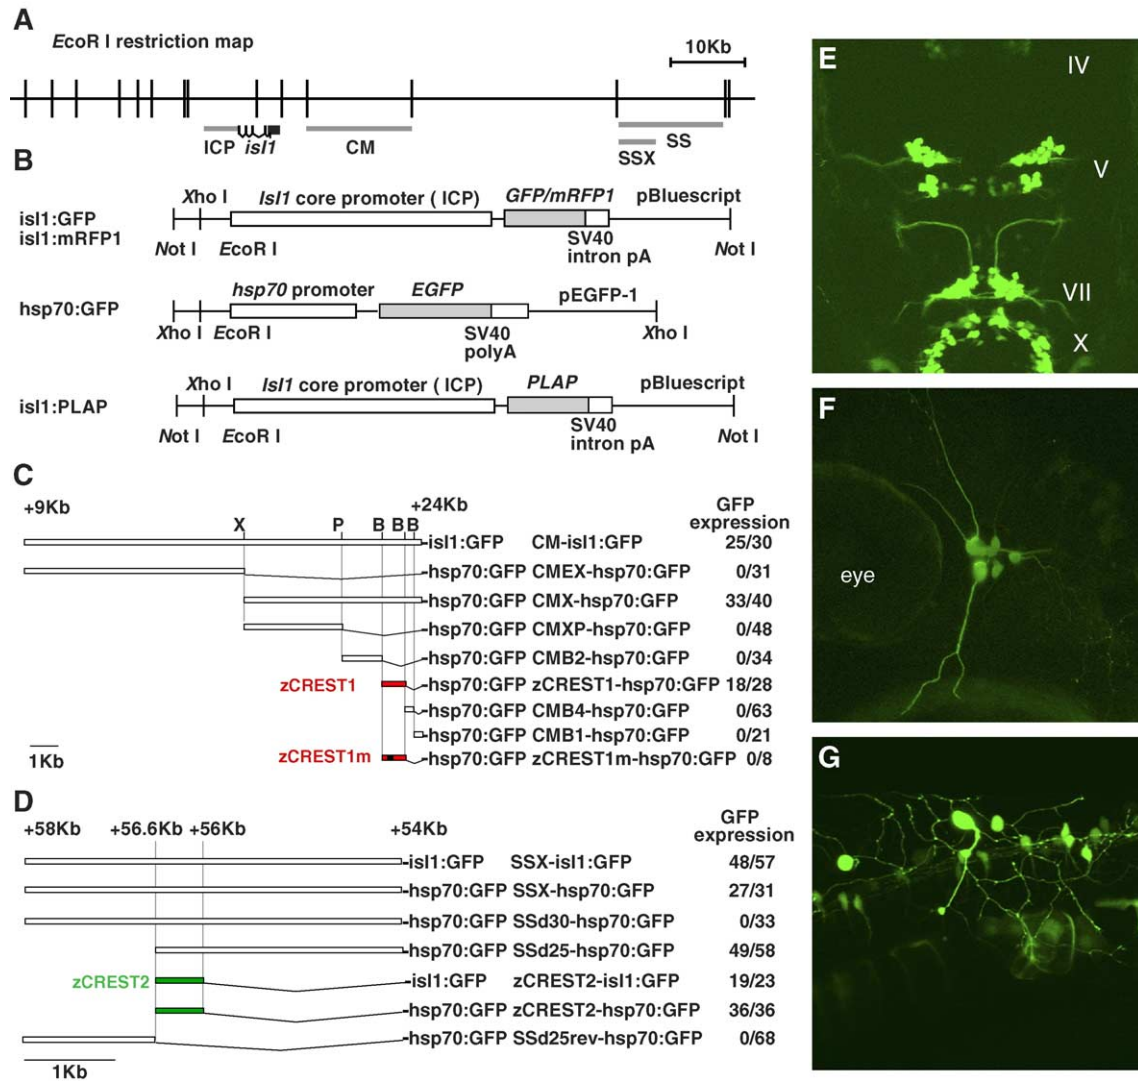 A
EcoR I restriction map
10Kb
ICP isl1 CM SSX SS
B
Xho I Isl1 core promoter ( ICP) GFP/mRFP1 pBluescript
isl1:GFP
isl1:mRFP1
Not I EcoR I SV40 intron pA Not I
hsp70 promoter EGFP pEGFP-1
hsp70:GFP
Xho I EcoR I SV40 polyA Xho I
Xho I Isl1 core promoter ( ICP) PLAP pBluescript
isl1:PLAP
Not I EcoR I SV40 intron pA Not I
C
+9Kb +24Kb GFP expression
X P B B B
isl1:GFP CM-isl1:GFP 25/30
hsp70:GFP CMEX-hsp70:GFP 0/31
hsp70:GFP CMX-hsp70:GFP 33/40
hsp70:GFP CMXP-hsp70:GFP 0/48
hsp70:GFP CMB2-hsp70:GFP 0/34
zCREST1 hsp70:GFP zCREST1-hsp70:GFP 18/28
hsp70:GFP CMB4-hsp70:GFP 0/63
hsp70:GFP CMB1-hsp70:GFP 0/21
zCREST1m hsp70:GFP zCREST1m-hsp70:GFP 0/8
1Kb
D
+58Kb +56.6Kb +56Kb +54Kb GFP expression
isl1:GFP SSX-isl1:GFP 48/57
hsp70:GFP SSX-hsp70:GFP 27/31
hsp70:GFP SSd30-hsp70:GFP 0/33
hsp70:GFP SSd25-hsp70:GFP 49/58
zCREST2 isl1:GFP zCREST2-isl1:GFP 19/23
hsp70:GFP zCREST2-hsp70:GFP 36/36
hsp70:GFP SSd25rev-hsp70:GFP 0/68
1Kb
E
IV
V
VII
X
F
eye
G